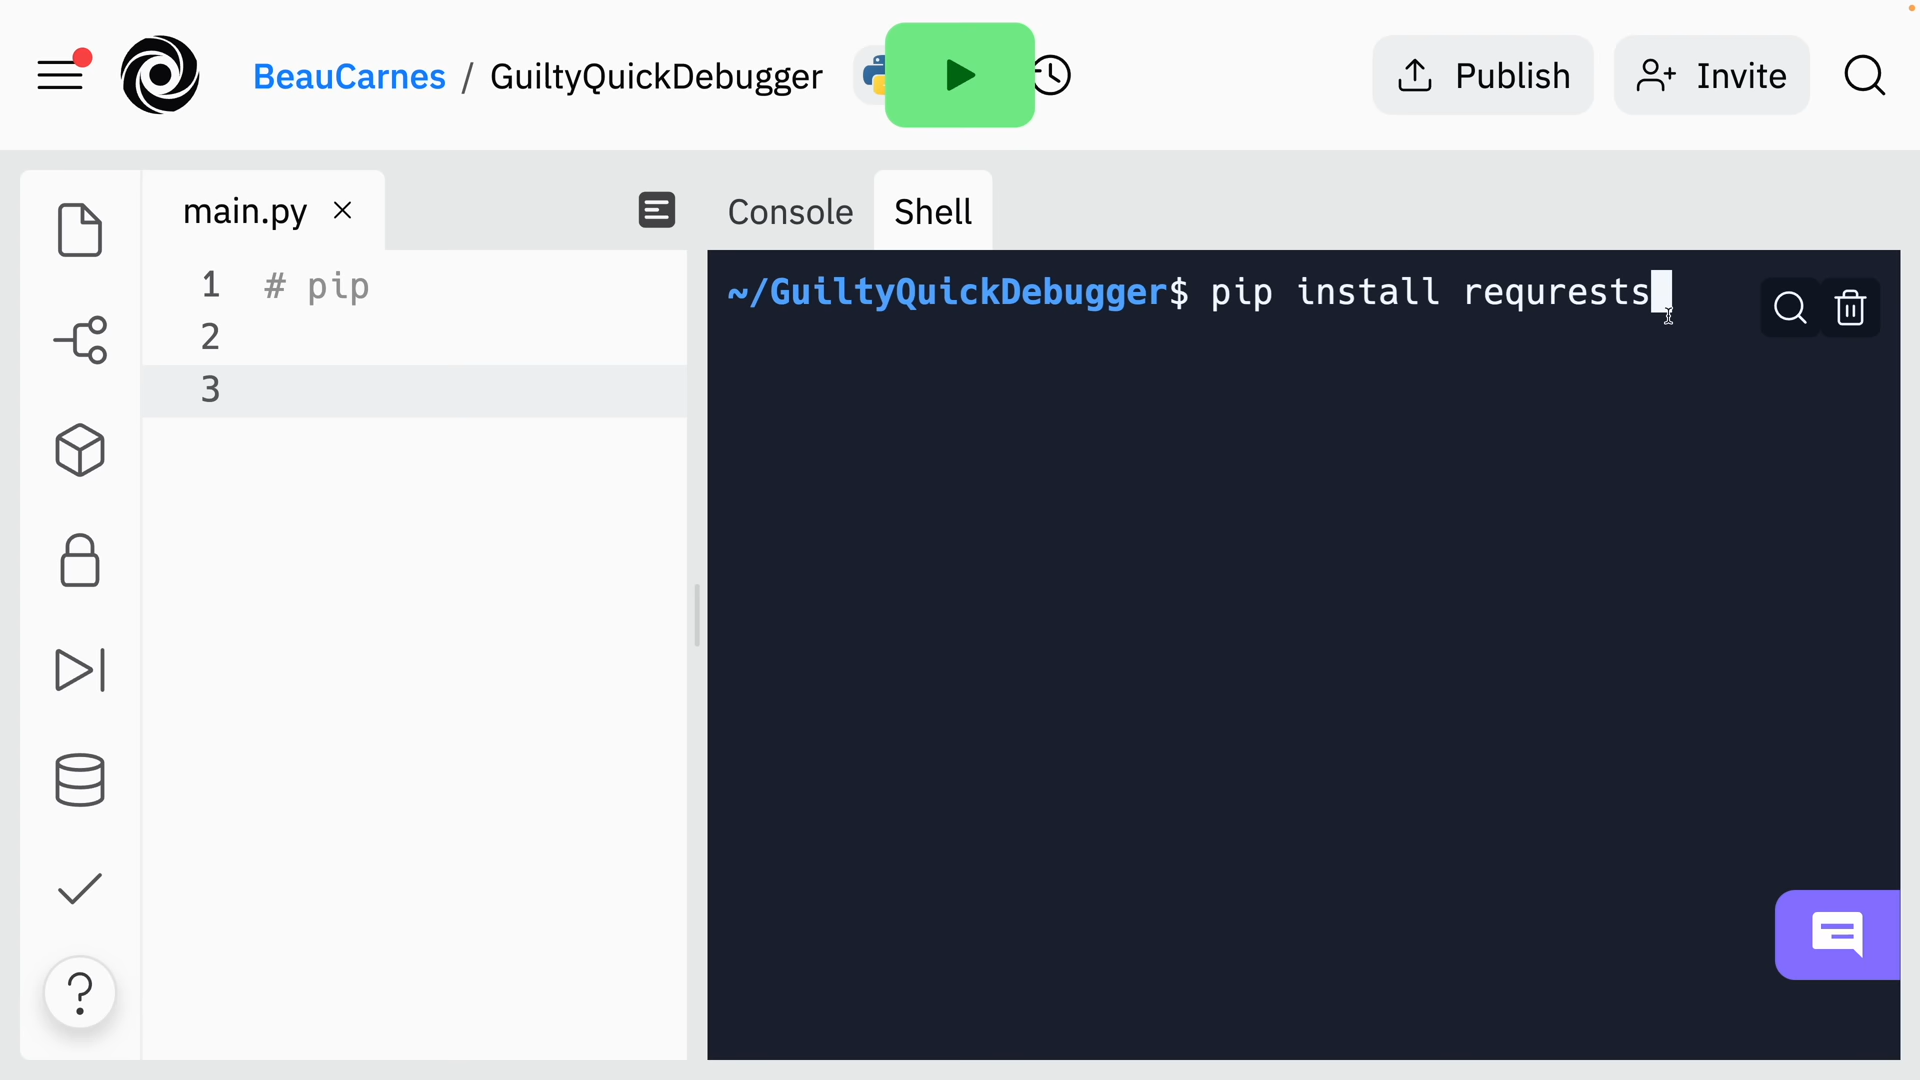 BeauCarnes / GuiltyQuickDebugger
Publish
Invite
main.py
Console
Shell
1 # pip
2
3
~/GuiltyQuickDebugger$ pip install requrests
?